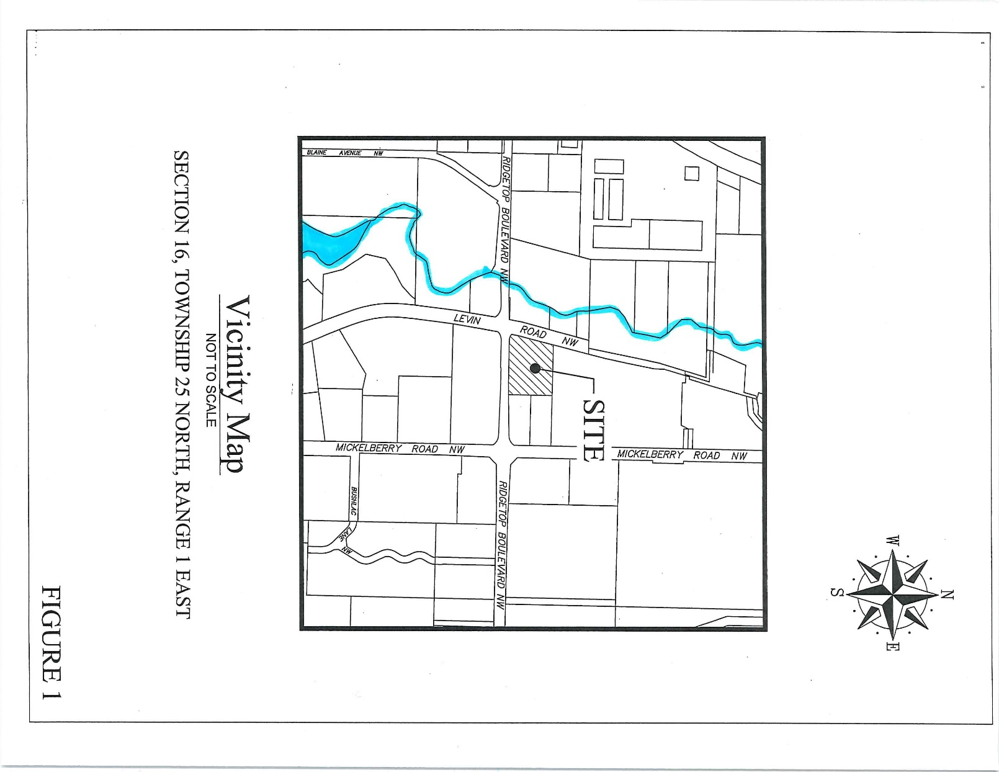 N
W
E
S
MICKELBERRY ROAD NW
SITE
LEVIN ROAD NW
RIDGETOP BOULEVARD NW
RIDGETOP BOULEVARD NW
MICKELBERRY ROAD NW
BLAINE AVENUE NW
BUSHLAC LANE NW
Vicinity Map
NOT TO SCALE
SECTION 16, TOWNSHIP 25 NORTH, RANGE 1 EAST
FIGURE 1